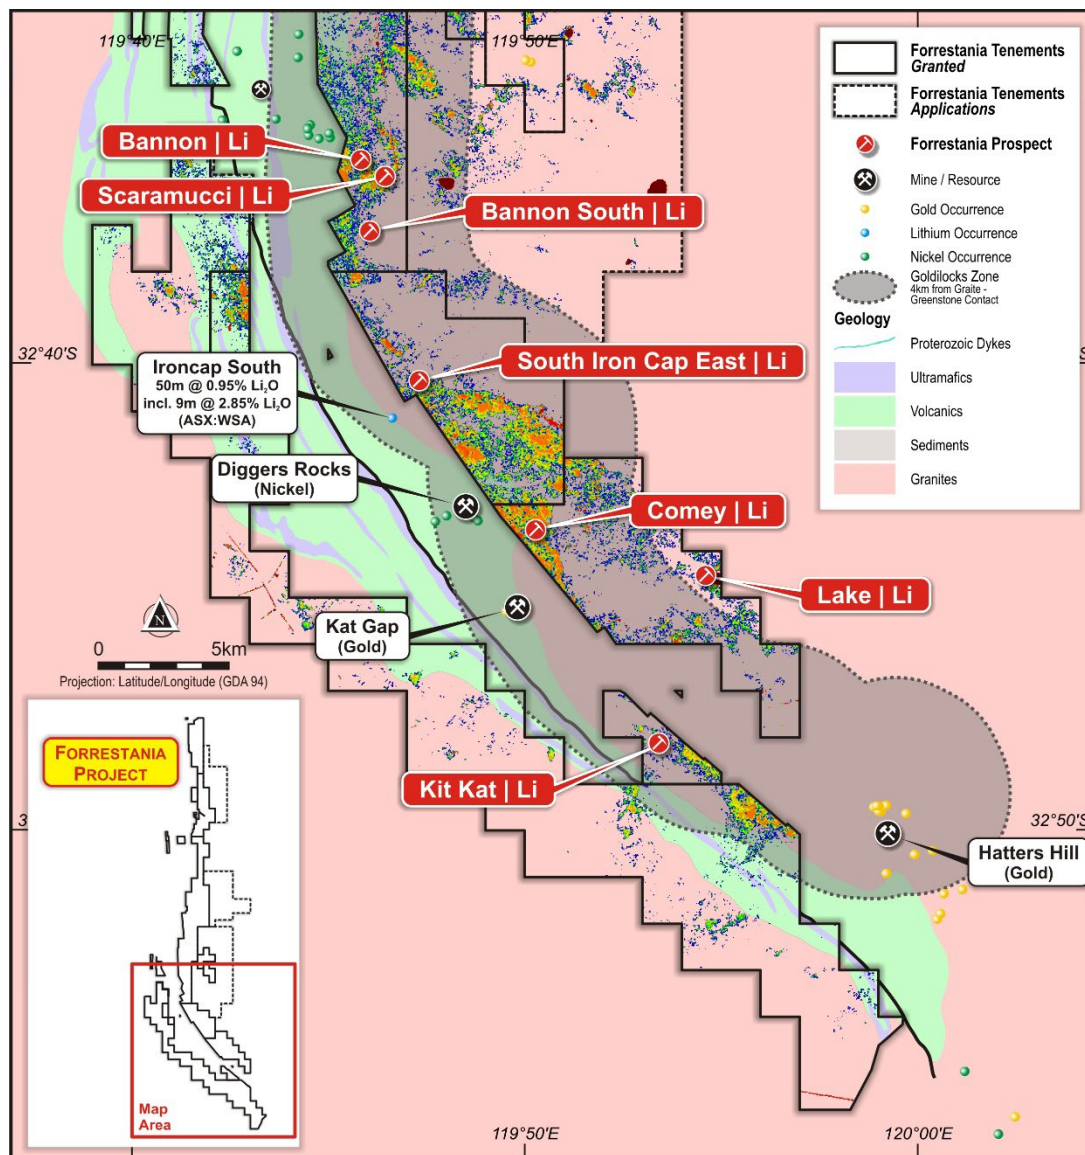 119°40'E
119°50'E
Bannon | Li
Scaramucci | Li
Bannon South | Li
32°40'S
South Iron Cap East | Li
Ironcap South
50m @ 0.95% Li₂O
incl. 9m @ 2.85% Li₂O
(ASX:WSA)
Diggers Rocks
(Nickel)
Comey | Li
Lake | Li
Kat Gap
(Gold)
N
0 5km
Projection: Latitude/Longitude (GDA 94)
Kit Kat | Li
32°50'S
Hatters Hill
(Gold)
119°50'E
120°00'E
Forrestania Tenements
Granted
Forrestania Tenements
Applications
Forrestania Prospect
Mine / Resource
Gold Occurrence
Lithium Occurrence
Nickel Occurrence
Goldilocks Zone
4km from Graite -
Greenstone Contact
Geology
Proterozoic Dykes
Ultramafics
Volcanics
Sediments
Granites
FORRESTANIA
PROJECT
Map
Area